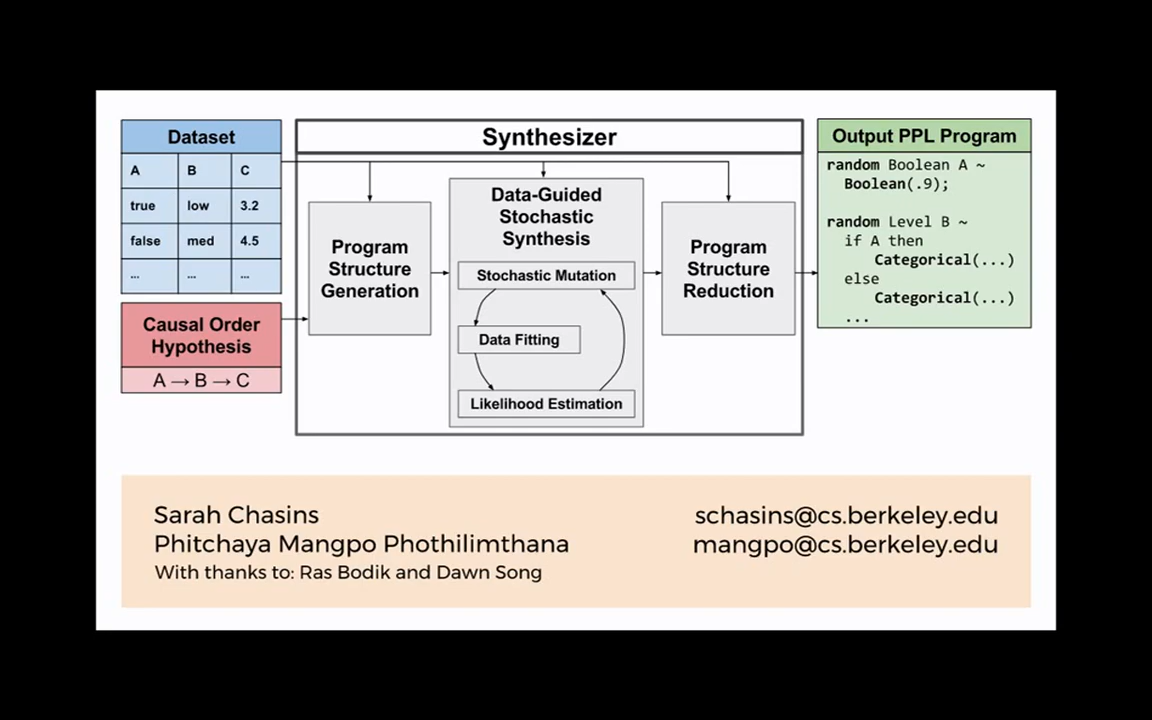 Dataset
A B C
true low 3.2
false med 4.5
... ... ...
Causal Order
Hypothesis
A → B → C
Synthesizer
Program
Structure
Generation
Data-Guided
Stochastic
Synthesis
Stochastic Mutation
Data Fitting
Likelihood Estimation
Program
Structure
Reduction
Output PPL Program
random Boolean A ~
Boolean(.9);
random Level B ~
if A then
Categorical(...)
else
Categorical(...)
...
Sarah Chasins
Phitchaya Mangpo Phothilimthana
With thanks to: Ras Bodik and Dawn Song
schasins@cs.berkeley.edu
mangpo@cs.berkeley.edu